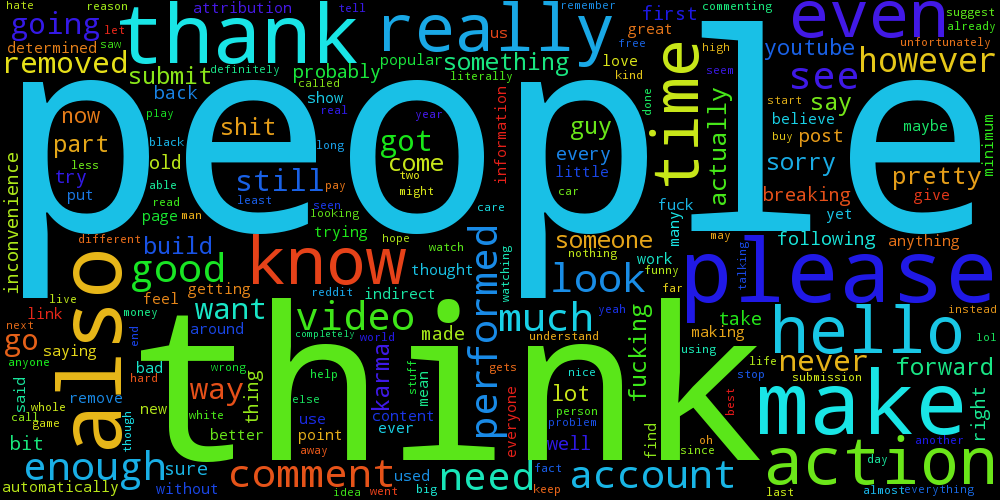 hate reason attribution tell
going let thank really us first commenting even suggest
saw remember great already
determined definitely popular something free high youtube unfortunately
removed submit probably literally love kind time seem see however
back called show done start say
now play shit real year guy actually believe maybe
part black long got every buy post
less old come little information sorry pretty
try able still two car breaking give
put read least pay might care fuck yet
inconvenience page man seen looking people many may minimum
different build trying hope watch someone following anything
also good know thought performed nothing work funny talking please
getting look far
live feel want reddit indirect watching
link money around video made much yeah take hello instead
next go saying end completely world understand making using never lol
anyone bad wrong think gets life forward
said hard way help karma stuff mean nice fucking stop submission
whole remove new thing else lot best make right
call game though white use content person
bit better point ever everyone problem find oh another
enough sure away well since action day
automatically without comment used need fact account almost everything
idea went big keep last